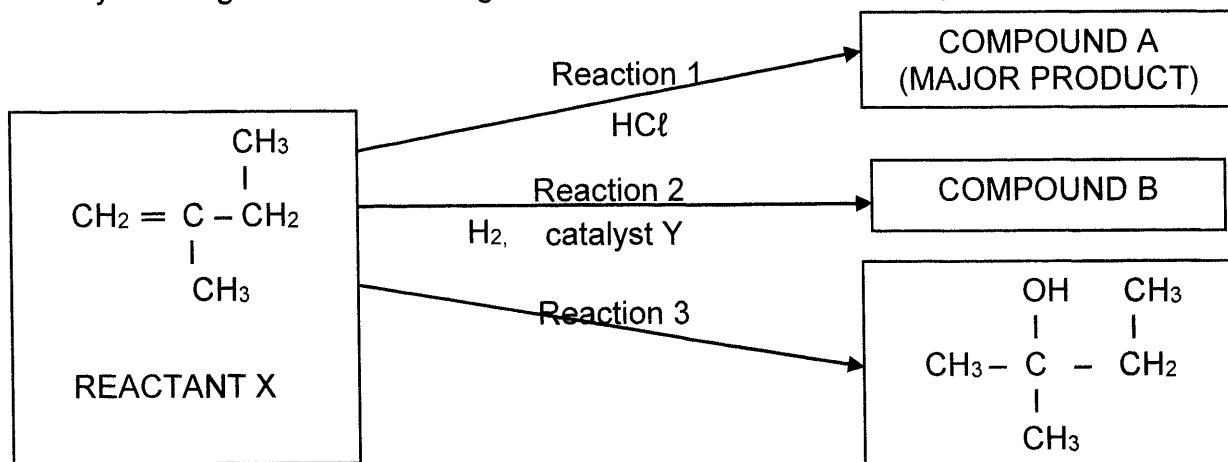 COMPOUND A
(MAJOR PRODUCT)
Reaction 1
HCℓ
CH₃
CH₂ = C – CH₂
CH₃
REACTANT X
Reaction 2
H₂, catalyst Y
COMPOUND B
Reaction 3
OH CH₃
CH₃ – C – CH₂
CH₃